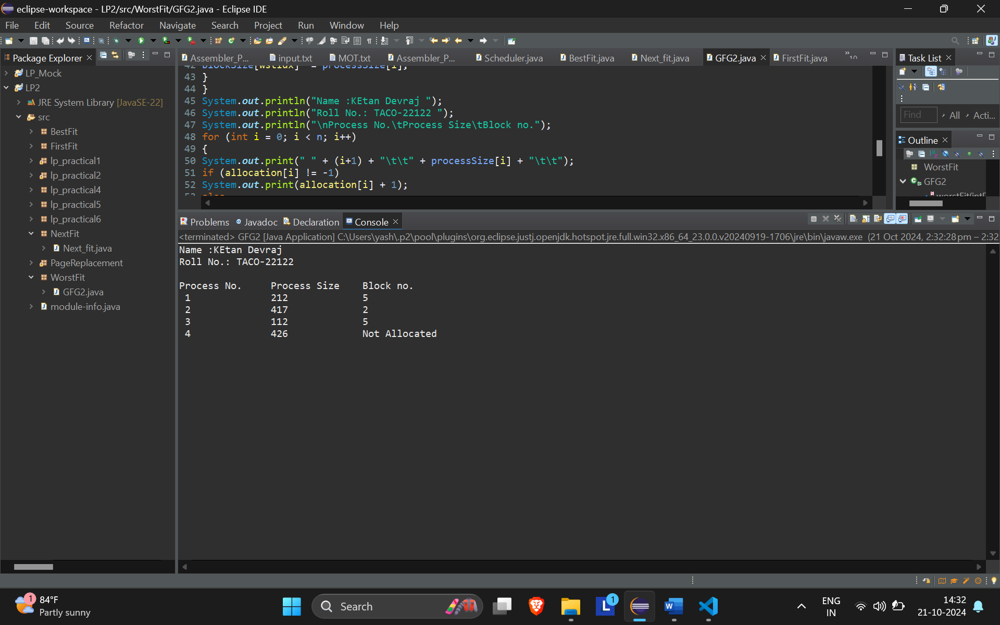 eclipse-workspace - LP2/src/WorstFit/GFG2.java - Eclipse IDE
File Edit Source Refactor Navigate Search Project Run Window Help
Package Explorer
LP_Mock
LP2
JRE System Library [JavaSE-22]
src
BestFit
FirstFit
lp_practical1
lp_practical2
lp_practical4
lp_practical5
lp_practical6
NextFit
Next_fit.java
PageReplacement
WorstFit
GFG2.java
module-info.java
Assembler_P... input.txt MOT.txt Assembler_P... Scheduler.java BestFit.java Next_fit.java GFG2.java FirstFit.java »10
43 }
44 }
45 System.out.println("Name :KEtan Devraj ");
46 System.out.println("Roll No.: TACO-22122 ");
47 System.out.println("\nProcess No.\tProcess Size\tBlock no.");
48 for (int i = 0; i < n; i++)
49 {
50 System.out.print(" " + (i+1) + "\t\t" + processSize[i] + "\t\t");
51 if (allocation[i] != -1)
52 System.out.print(allocation[i] + 1);
Task List
Find All Acti...
Outline
WorstFit
GFG2
Problems Javadoc Declaration Console
<terminated> GFG2 [Java Application] C:\Users\yash\.p2\pool\plugins\org.eclipse.justj.openjdk.hotspot.jre.full.win32.x86_64_23.0.0.v20240919-1706\jre\bin\javaw.exe (21 Oct 2024, 2:32:28 pm – 2:32
Name :KEtan Devraj
Roll No.: TACO-22122
Process No. Process Size Block no.
1 212 5
2 417 2
3 112 5
4 426 Not Allocated
1
84°F
Partly sunny
Search
L 1
W
ENG
IN
14:32
21-10-2024